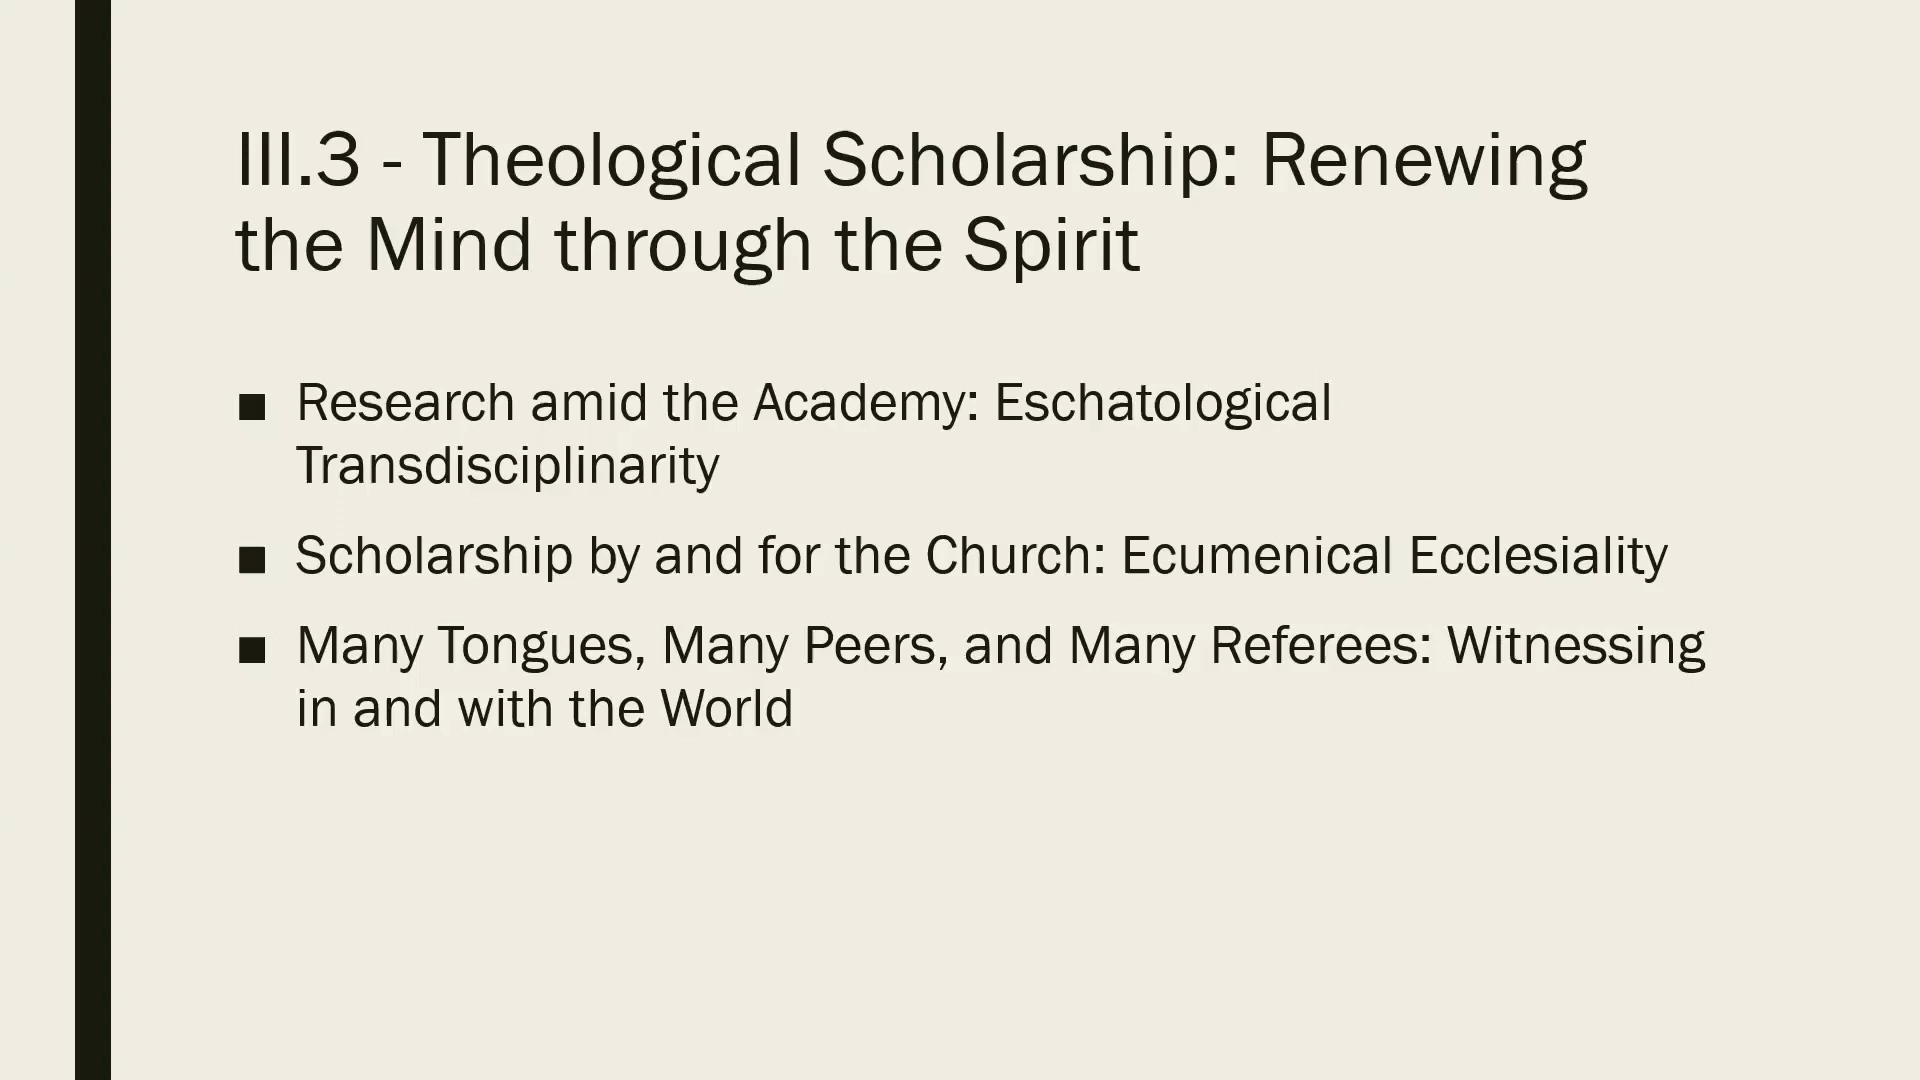 III.3 - Theological Scholarship: Renewing
the Mind through the Spirit
■ Research amid the Academy: Eschatological
Transdisciplinarity
■ Scholarship by and for the Church: Ecumenical Ecclesiality
■ Many Tongues, Many Peers, and Many Referees: Witnessing
in and with the World